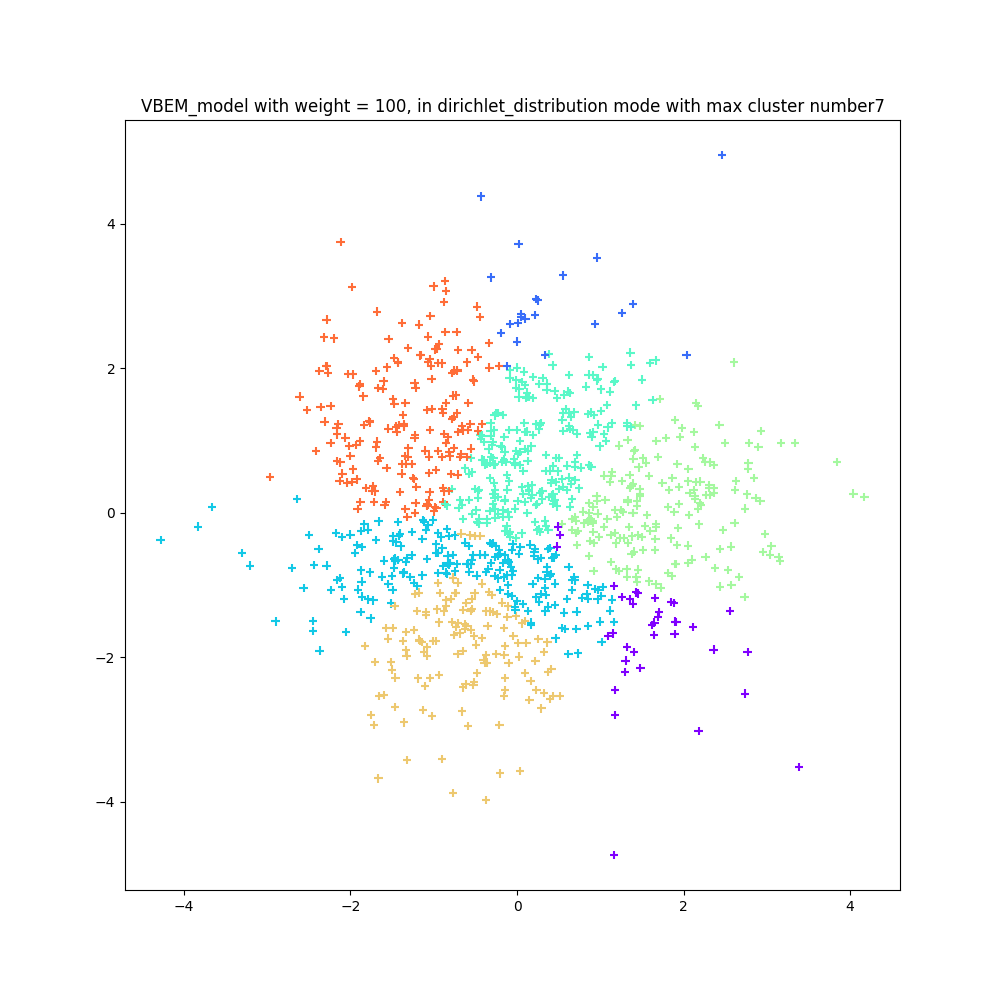 VBEM_model with weight = 100, in dirichlet_distribution mode with max cluster number7
4
2
0
−2
−4
−4 −2 0 2 4